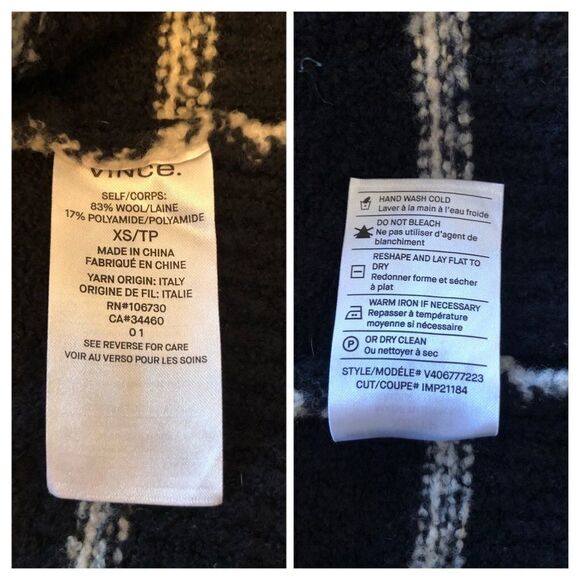 VINCE.
SELF/CORPS:
83% WOOL/LAINE
17% POLYAMIDE/POLYAMIDE
XS/TP
MADE IN CHINA
FABRIQUÉ EN CHINE
YARN ORIGIN: ITALY
ORIGINE DE FIL: ITALIE
RN#106730
CA#34460
0 1
SEE REVERSE FOR CARE
VOIR AU VERSO POUR LES SOINS
HAND WASH COLD
Laver à la main à l'eau froide
DO NOT BLEACH
Ne pas utiliser d'agent de
blanchiment
RESHAPE AND LAY FLAT TO
DRY
Redonner forme et sécher
à plat
WARM IRON IF NECESSARY
Repasser à température
moyenne si nécessaire
P
OR DRY CLEAN
Ou nettoyer à sec
STYLE/MODÉLE# V406777223
CUT/COUPE# IMP21184